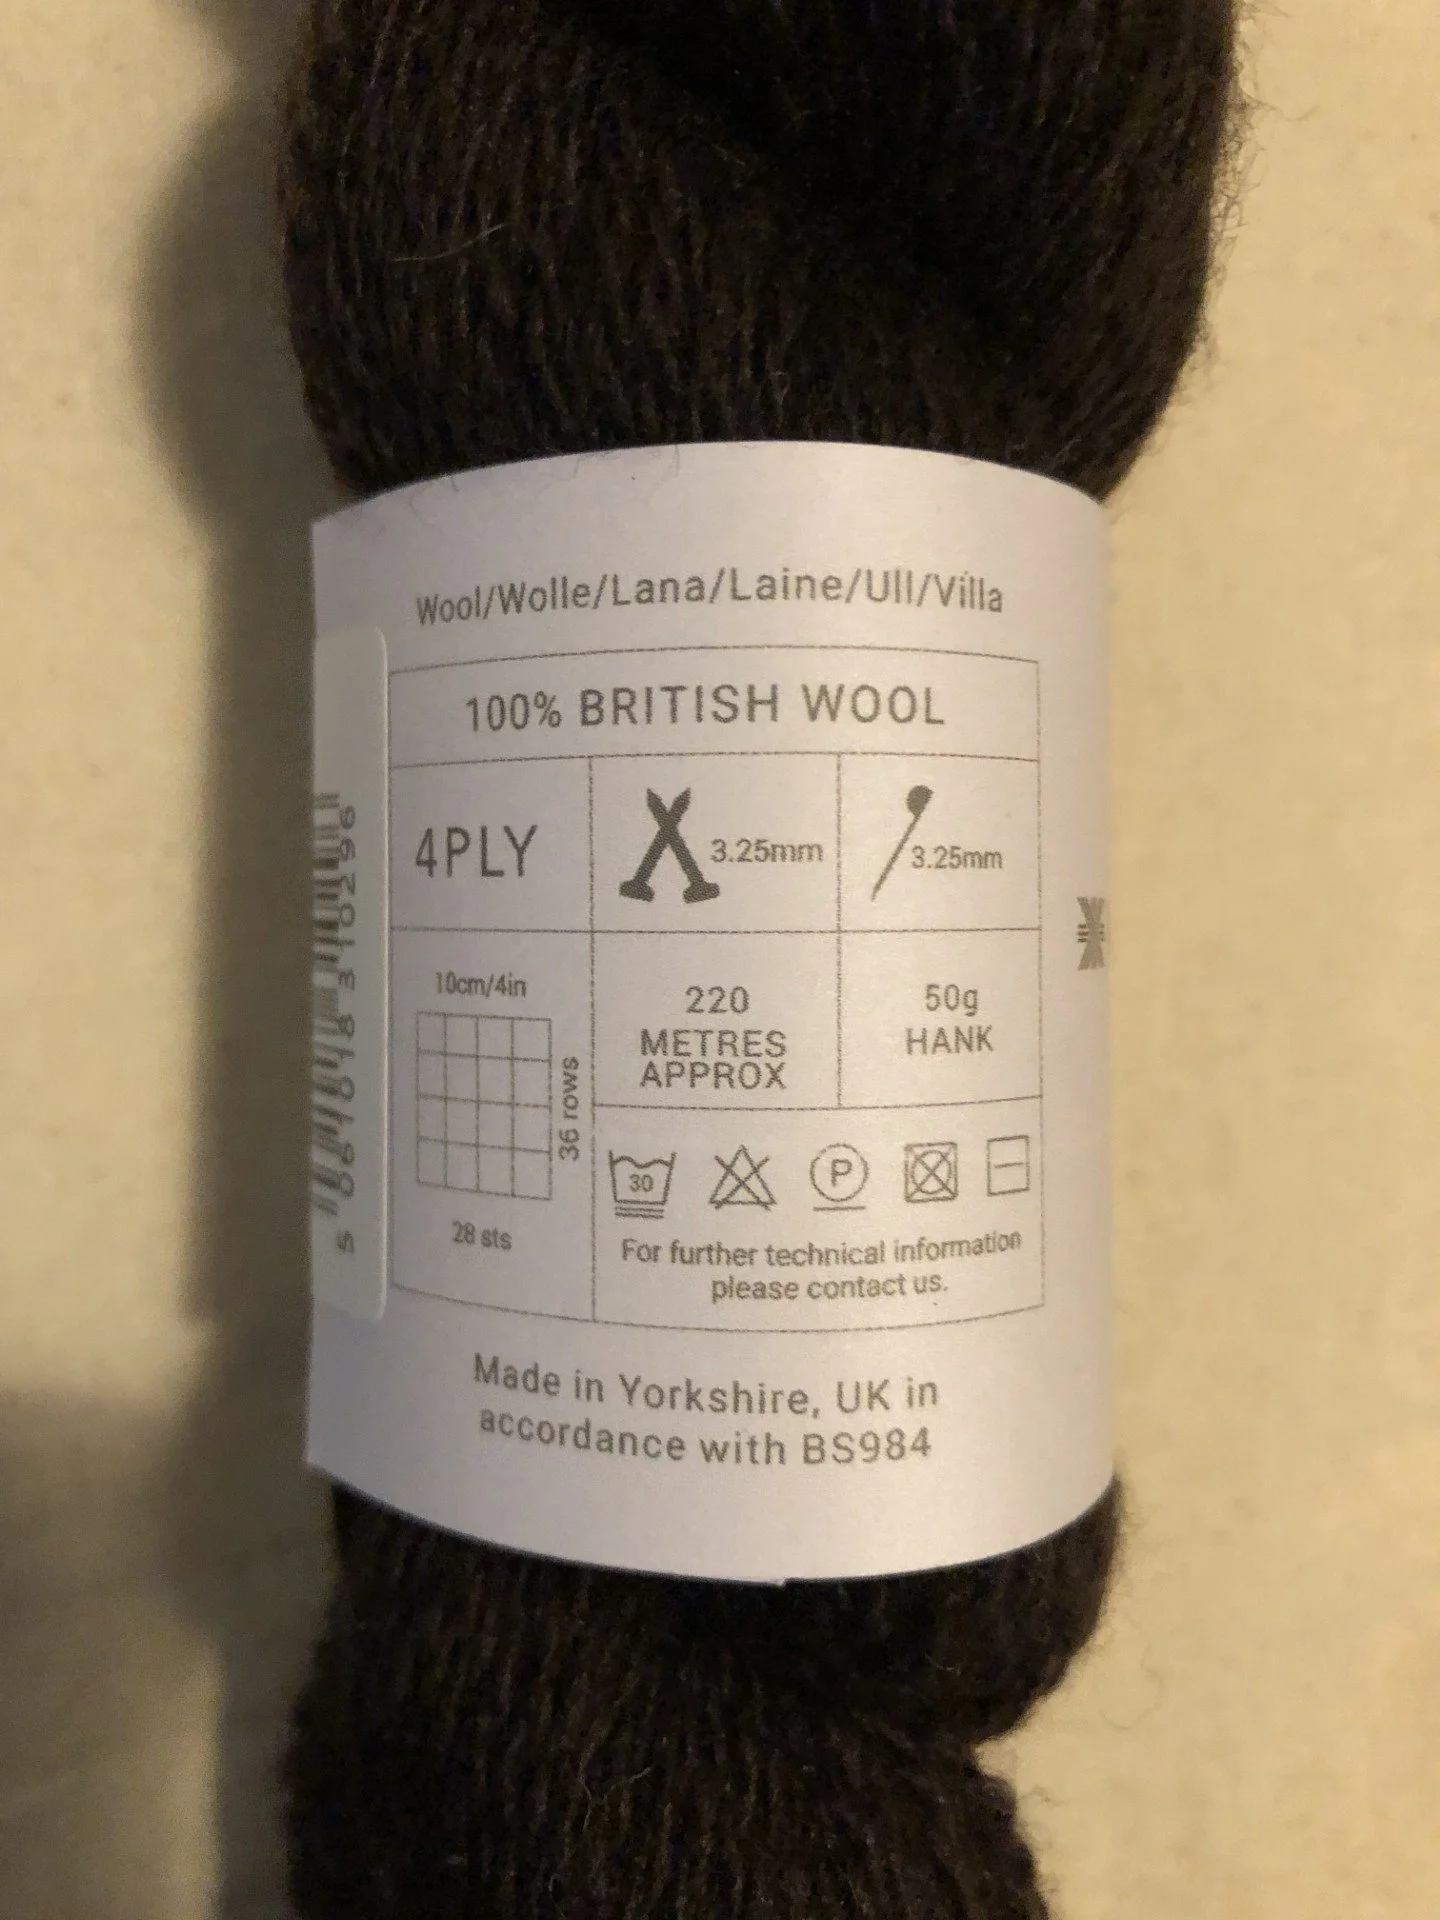 Wool/Wolle/Lana/Laine/Ull/Villa
100% BRITISH WOOL
4PLY
3.25mm
3.25mm
10cm/4in
36 rows
28 sts
220
METRES
APPROX
50g
HANK
30
P
For further technical information
please contact us.
Made in Yorkshire, UK in
accordance with BS984